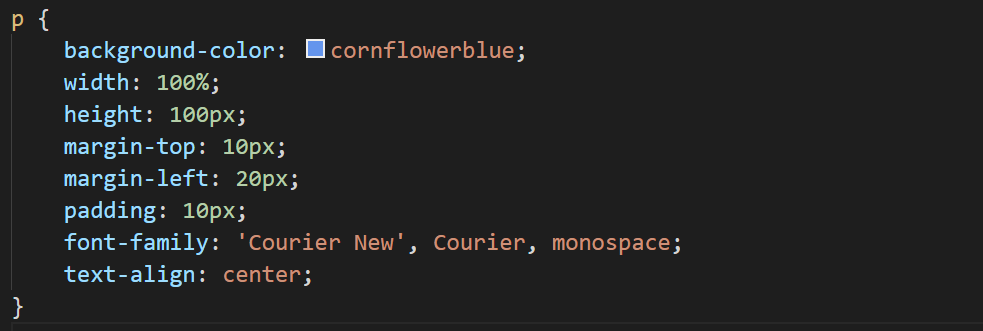 p {
    background-color: cornflowerblue;
    width: 100%;
    height: 100px;
    margin-top: 10px;
    margin-left: 20px;
    padding: 10px;
    font-family: 'Courier New', Courier, monospace;
    text-align: center;
}